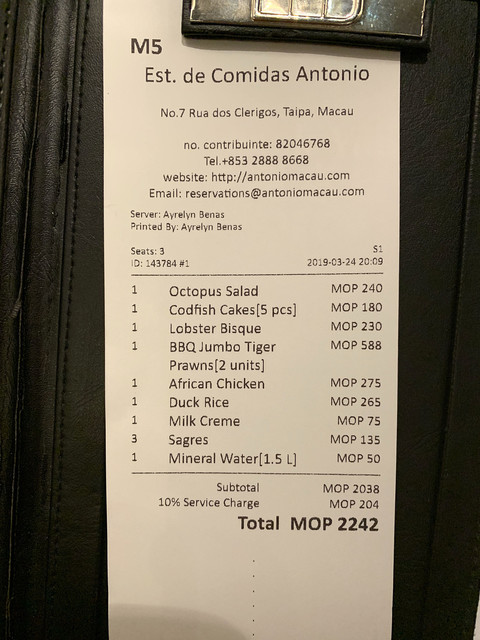 M5
Est. de Comidas Antonio
No.7 Rua dos Clerigos, Taipa, Macau
no. contribuinte: 82046768
Tel.+853 2888 8668
website: http://antoniomacau.com
Email: reservations@antoniomacau.com
Server: Ayrelyn Benas
Printed By: Ayrelyn Benas
Seats: 3 S1
ID: 143784 #1 2019-03-24 20:09
1 Octopus Salad MOP 240
1 Codfish Cakes[5 pcs] MOP 180
1 Lobster Bisque MOP 230
1 BBQ Jumbo Tiger MOP 588
Prawns[2 units]
1 African Chicken MOP 275
1 Duck Rice MOP 265
1 Milk Creme MOP 75
3 Sagres MOP 135
1 Mineral Water[1.5 L] MOP 50
Subtotal MOP 2038
10% Service Charge MOP 204
Total MOP 2242